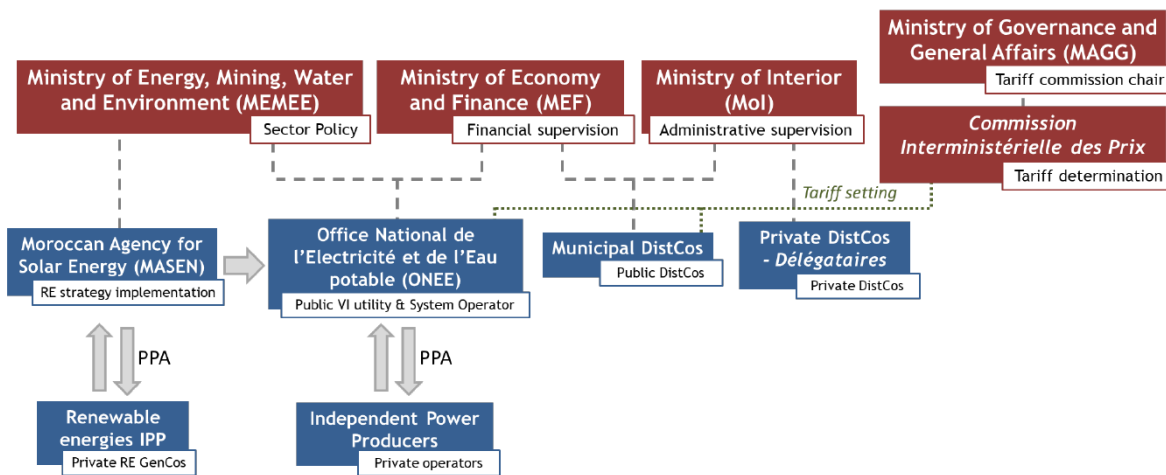 Ministry of Governance and
General Affairs (MAGG)
Tariff commission chair
Ministry of Energy, Mining, Water
and Environment (MEMEE)
Sector Policy
Ministry of Economy
and Finance (MEF)
Financial supervision
Ministry of Interior
(MoI)
Administrative supervision
Commission
Interministérielle des Prix
Tariff determination
Tariff setting
Moroccan Agency for
Solar Energy (MASEN)
RE strategy implementation
Office National de
l'Electricité et de l'Eau
potable (ONEE)
Public VI utility & System Operator
Municipal DistCos
Public DistCos
Private DistCos
- Délégataires
Private DistCos
PPA
PPA
Renewable
energies IPP
Private RE GenCos
Independent Power
Producers
Private operators